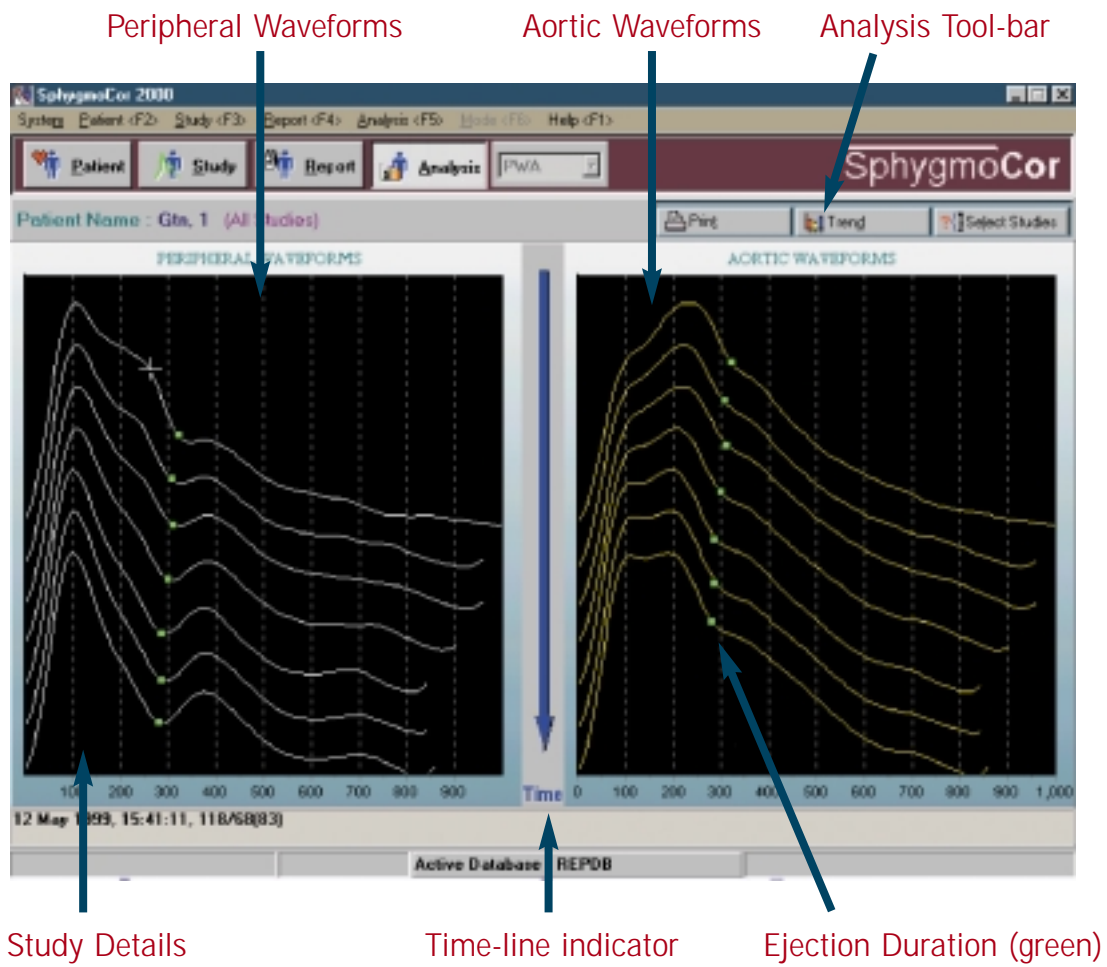 Peripheral Waveforms Aortic Waveforms Analysis Tool-bar
SphygmoCor 2000
System Patient <F2> Study <F3> Report <F4> Analysis <F5> Mode <F6> Help <F1>
Patient Study Report Analysis PWA SphygmoCor
Patient Name : Gtn, 1 (All Studies) Print Trend Select Studies
PERIPHERAL WAVEFORMS AORTIC WAVEFORMS
100 200 300 400 500 600 700 800 900 Time 0 100 200 300 400 500 600 700 800 900 1,000
12 May 1999, 15:41:11, 118/68(83)
Active Database REPDB
Study Details Time-line indicator Ejection Duration (green)